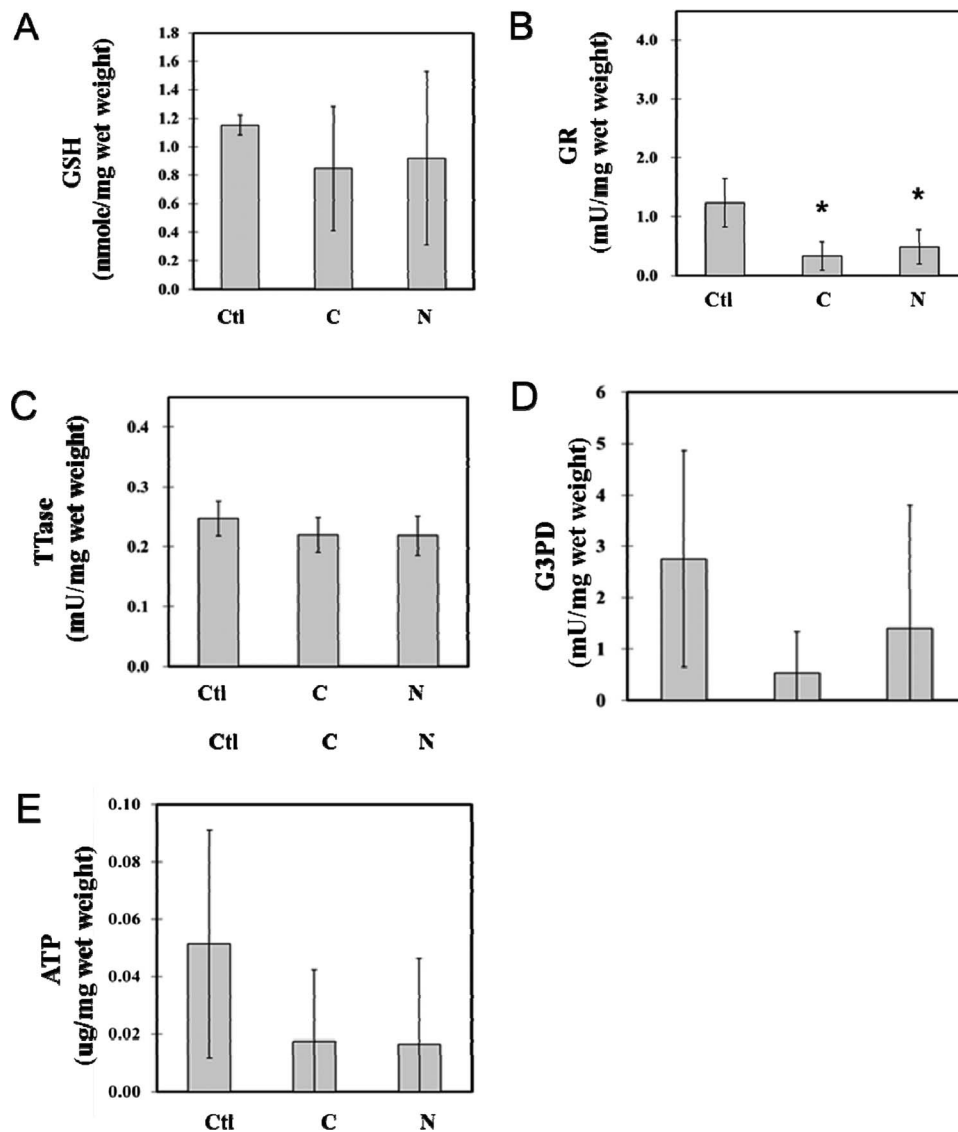 A
GSH
(nmole/mg wet weight)
1.8
1.6
1.4
1.2
1.0
0.8
0.6
0.4
0.2
0.0
Ctl C N
B
GR
(mU/mg wet weight)
4.0
3.0
2.0
1.0
0.0
* *
Ctl C N
C
TTase
(mU/mg wet weight)
0.4
0.3
0.2
0.1
0.0
Ctl C N
Ctl C N
D
G3PD
(mU/mg wet weight)
6
5
4
3
2
1
0
E
ATP
(ug/mg wet weight)
0.10
0.08
0.06
0.04
0.02
0.00
Ctl C N